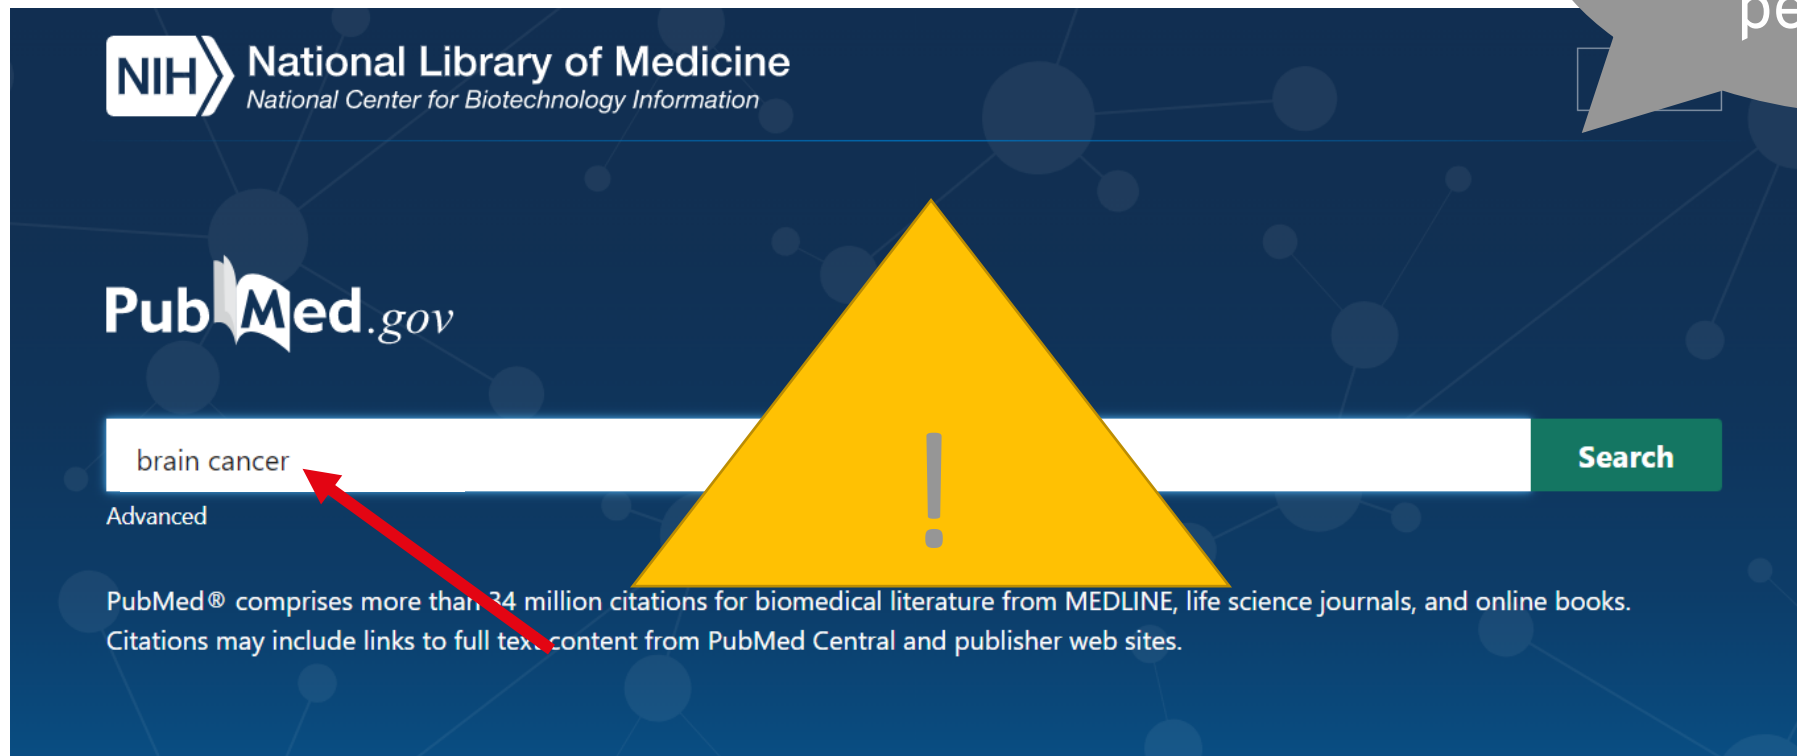 pe
NIH
National Library of Medicine
National Center for Biotechnology Information
PubMed.gov
brain cancer
!
Search
Advanced
PubMed® comprises more than 34 million citations for biomedical literature from MEDLINE, life science journals, and online books.
Citations may include links to full text content from PubMed Central and publisher web sites.